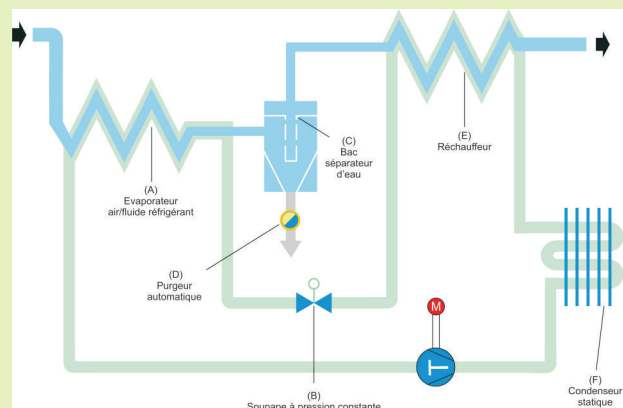 (A)
Evaporateur
air/fluide réfrigérant
(C)
Bac
séparateur
d'eau
(E)
Réchauffeur
(D)
Purgeur
automatique
M
(B)
Soupape à pression constante
(F)
Condenseur
statique